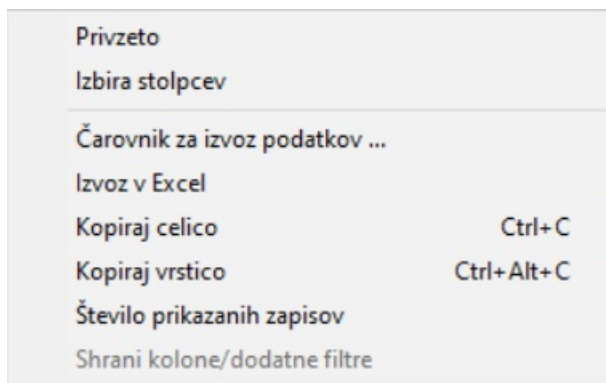 Privzeto
Izbira stolpcev
Čarovnik za izvoz podatkov ...
Izvoz v Excel
Kopiraj celico Ctrl+C
Kopiraj vrstico Ctrl+Alt+C
Število prikazanih zapisov
Shrani kolone/dodatne filtre